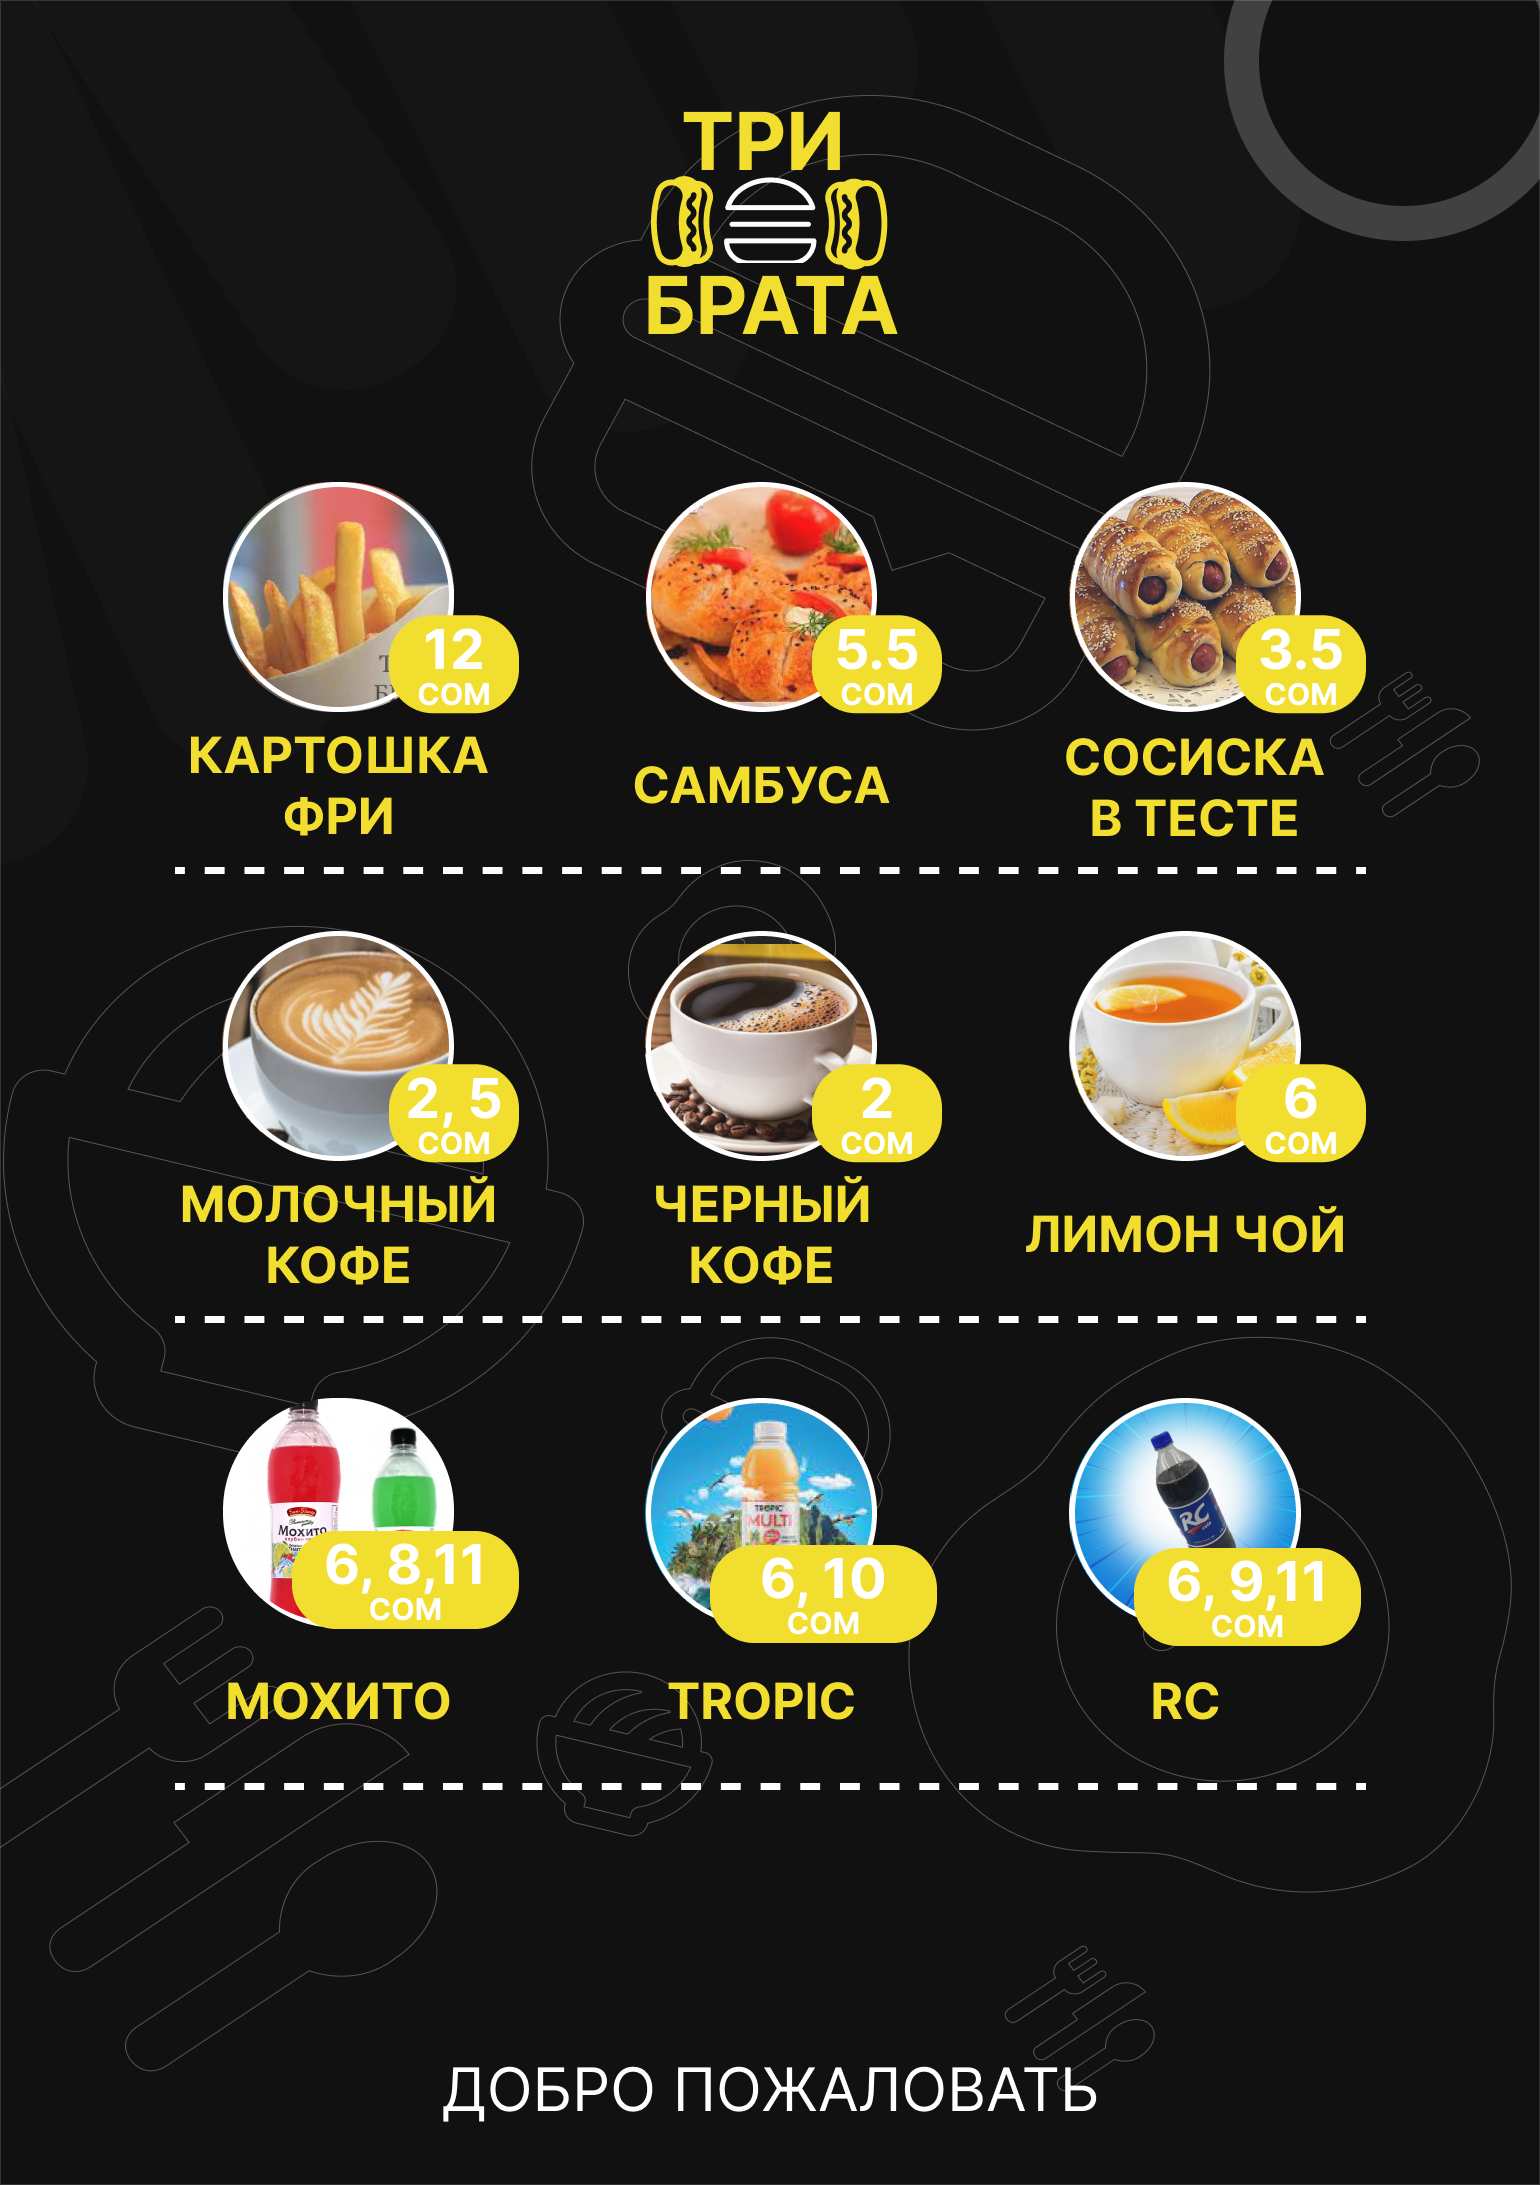 ТРИ
БРАТА
12
СОМ
КАРТОШКА
ФРИ
5.5
СОМ
САМБУСА
3.5
СОМ
СОСИСКА
В ТЕСТЕ
2, 5
СОМ
МОЛОЧНЫЙ
КОФЕ
2
СОМ
ЧЕРНЫЙ
КОФЕ
6
СОМ
ЛИМОН ЧОЙ
Мохито
6, 8,11
СОМ
МОХИТО
TROPIC
MULTI
6, 10
СОМ
TROPIC
RC
6, 9,11
СОМ
RC
ДОБРО ПОЖАЛОВАТЬ